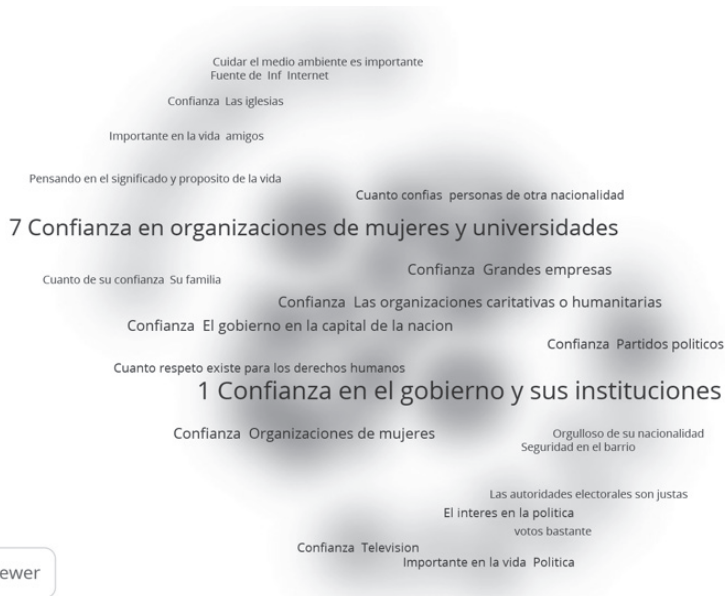 Cuidar el medio ambiente es importante
Fuente de Inf Internet
Confianza Las iglesias
Importante en la vida amigos
Pensando en el significado y proposito de la vida
Cuanto confias personas de otra nacionalidad
7 Confianza en organizaciones de mujeres y universidades
Confianza Grandes empresas
Cuanto de su confianza Su familia
Confianza Las organizaciones caritativas o humanitarias
Confianza El gobierno en la capital de la nacion
Confianza Partidos politicos
Cuanto respeto existe para los derechos humanos
1 Confianza en el gobierno y sus instituciones
Confianza Organizaciones de mujeres
Orgulloso de su nacionalidad
Seguridad en el barrio
Las autoridades electorales son justas
El interes en la politica
votos bastante
Confianza Television
Importante en la vida Politica
ewer